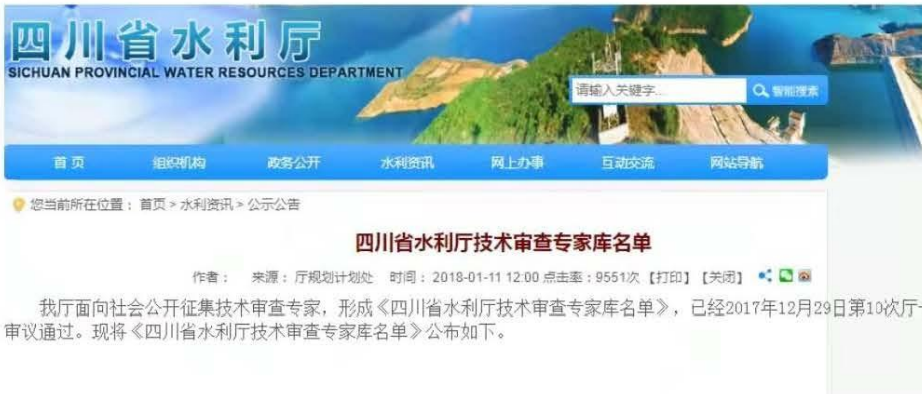 四川省水利厅
SICHUAN PROVINCIAL WATER RESOURCES DEPARTMENT
请输入关键字... 智能搜索
首页 组织机构 政务公开 水利资讯 网上办事 互动交流 网站导航
您当前所在位置：首页 > 水利资讯 > 公示公告
四川省水利厅技术审查专家库名单
作者： 来源：厅规划计划处 时间：2018-01-11 12:00 点击率：9551次 【打印】【关闭】
我厅面向社会公开征集技术审查专家，形成《四川省水利厅技术审查专家库名单》，已经2017年12月29日第10次厅
审议通过。现将《四川省水利厅技术审查专家库名单》公布如下。